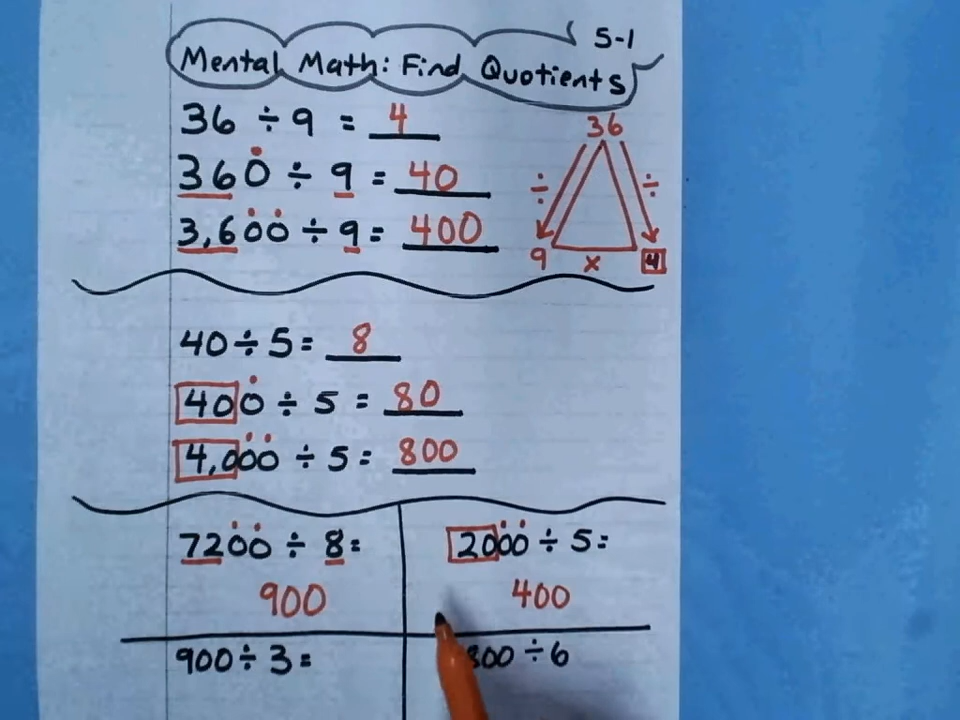 5-1
Mental Math: Find Quotients
36 ÷ 9 = 4
360 ÷ 9 = 40
3,600 ÷ 9 = 400
36
÷ ÷
9 x 4
40 ÷ 5 = 8
400 ÷ 5 = 80
4,000 ÷ 5 = 800
7200 ÷ 8 =
900
2000 ÷ 5 =
400
900 ÷ 3 =
800 ÷ 6